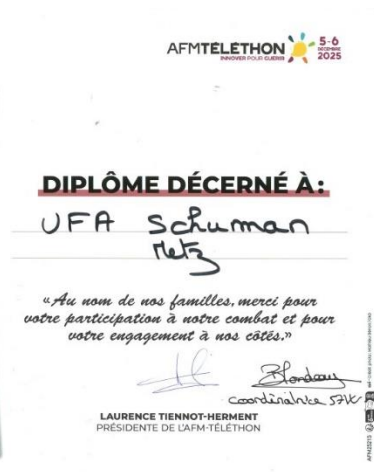 AFMTÉLÉTHON
INNOVER POUR GUÉRIR
5-6
DÉCEMBRE
2025
DIPLÔME DÉCERNÉ À:
UFA Schuman
Metz
“Au nom de nos familles, merci pour
votre participation à notre combat et pour
votre engagement à nos côtés.”
coordinatrice 57
LAURENCE TIENNOT-HERMENT
PRÉSIDENTE DE L'AFM-TÉLÉTHON